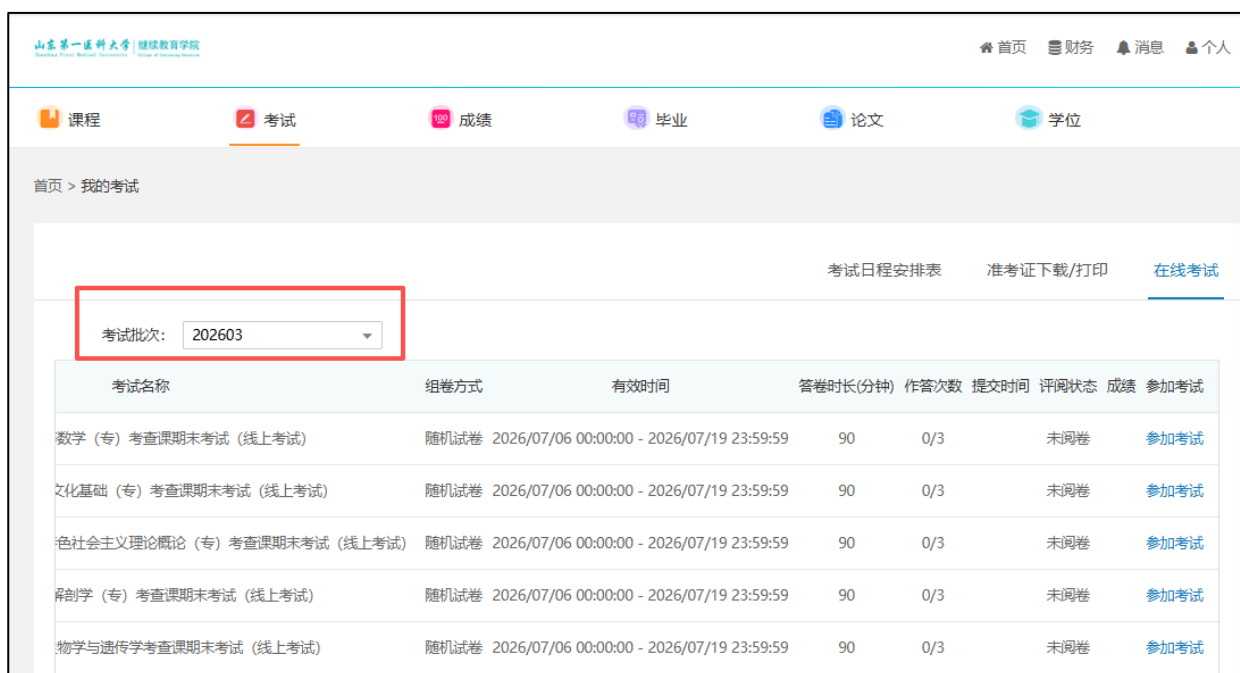 山东第一医科大学 继续教育学院
Shandong First Medical University College of Continuing Education
首页 财务 消息 个人
课程 考试 100 成绩 毕业 论文 学位
首页 > 我的考试
考试日程安排表 准考证下载/打印 在线考试
考试批次： 202603
考试名称 组卷方式 有效时间 答卷时长(分钟) 作答次数 提交时间 评阅状态 成绩 参加考试
数学（专）考查课期末考试（线上考试） 随机试卷 2026/07/06 00:00:00 - 2026/07/19 23:59:59 90 0/3 未阅卷 参加考试
文化基础（专）考查课期末考试（线上考试） 随机试卷 2026/07/06 00:00:00 - 2026/07/19 23:59:59 90 0/3 未阅卷 参加考试
色社会主义理论概论（专）考查课期末考试（线上考试） 随机试卷 2026/07/06 00:00:00 - 2026/07/19 23:59:59 90 0/3 未阅卷 参加考试
解剖学（专）考查课期末考试（线上考试） 随机试卷 2026/07/06 00:00:00 - 2026/07/19 23:59:59 90 0/3 未阅卷 参加考试
物学与遗传学考查课期末考试（线上考试） 随机试卷 2026/07/06 00:00:00 - 2026/07/19 23:59:59 90 0/3 未阅卷 参加考试